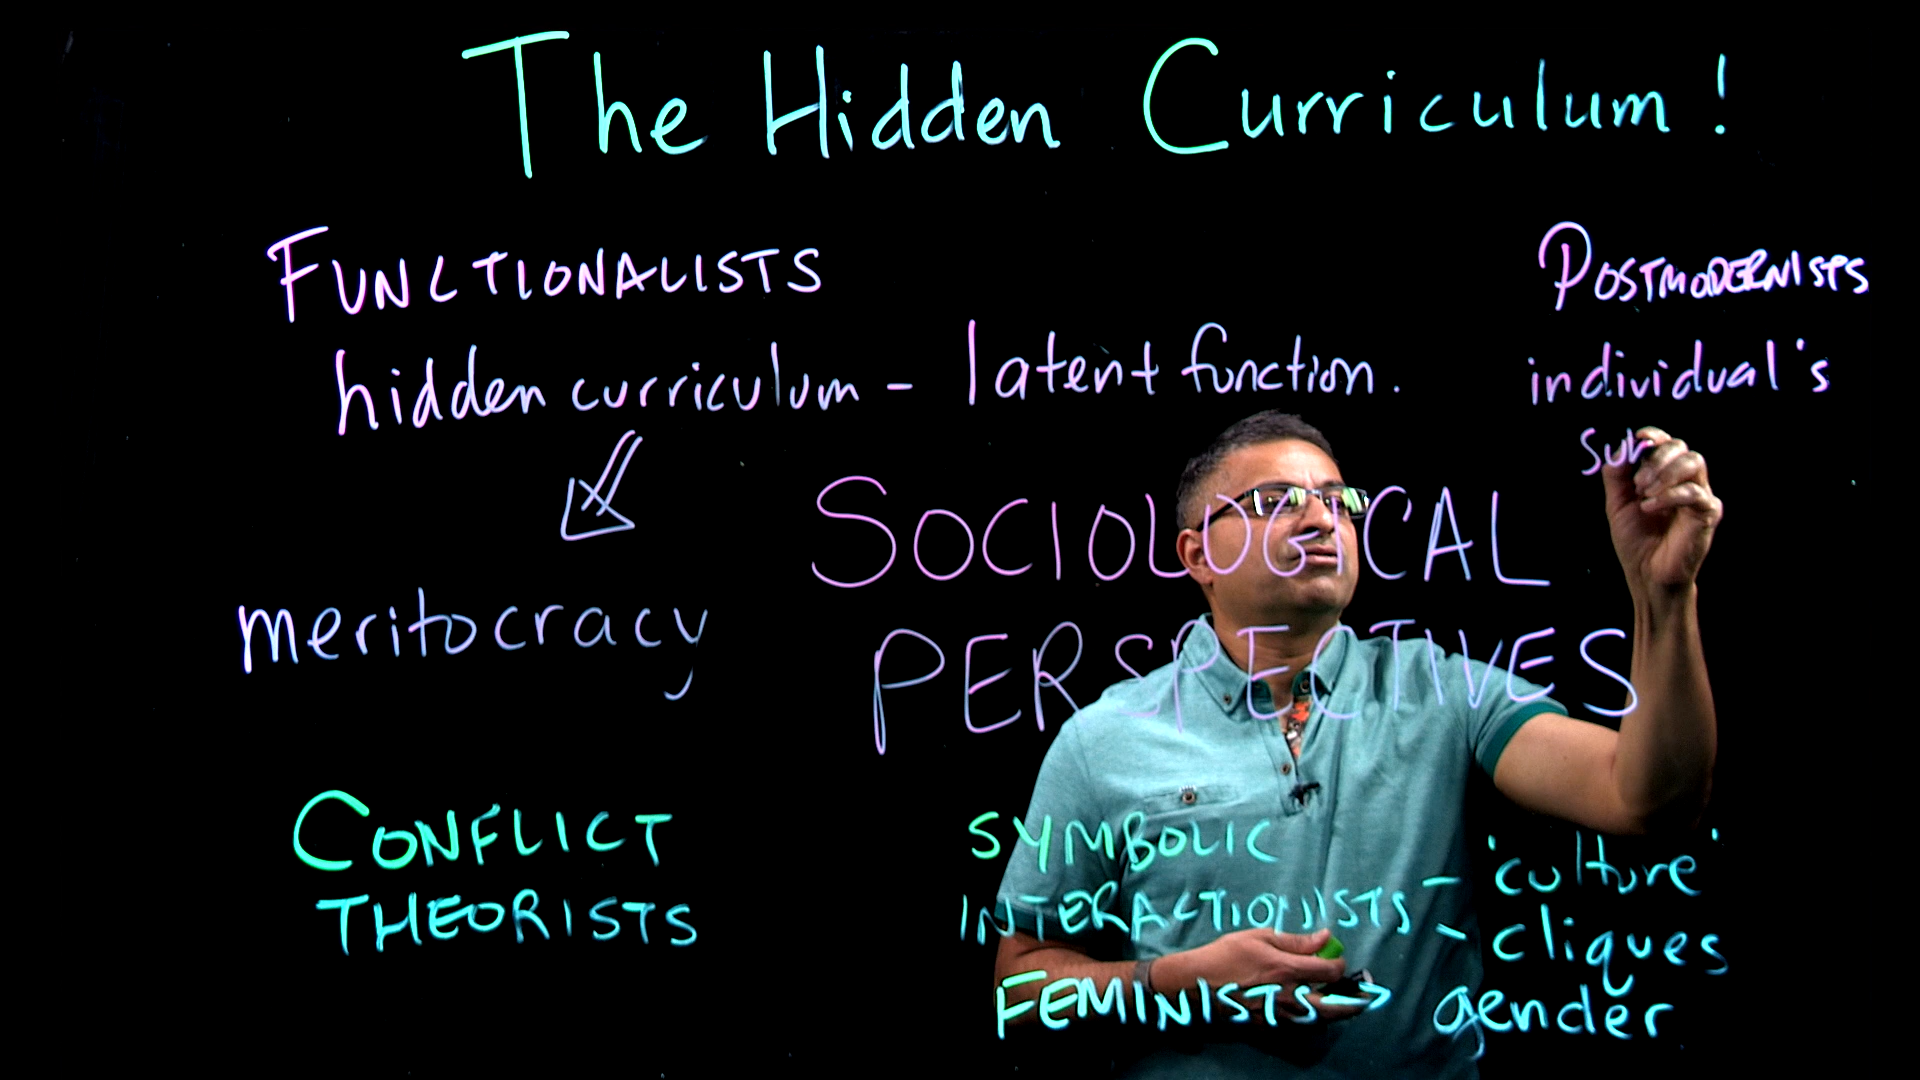 The Hidden Curriculum!
FUNCTIONALISTS
hidden curriculum - latent function.
meritocracy
POSTMODERNISTS
individual's
SOCIOLOGICAL
PERSPECTIVES
CONFLICT
THEORISTS
SYMBOLIC
INTERACTIONISTS - 'culture'
- cliques
FEMINISTS → gender